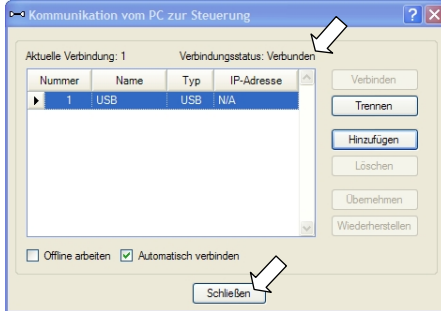 Kommunikation vom PC zur Steuerung
Aktuelle Verbindung: 1 Verbindungsstatus: Verbunden
Nummer Name Typ IP-Adresse
1 USB USB N/A
Verbinden
Trennen
Hinzufügen
Löschen
Übernehmen
Wiederherstellen
Offline arbeiten Automatisch verbinden
Schließen